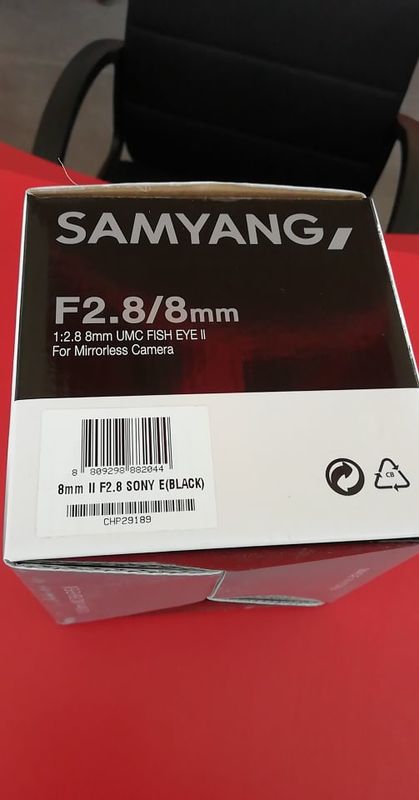 SAMYANG
F2.8/8mm
1:2.8 8mm UMC FISH EYE II
For Mirrorless Camera
8 809298 882044
8mm II F2.8 SONY E(BLACK)
CHP29189
CB